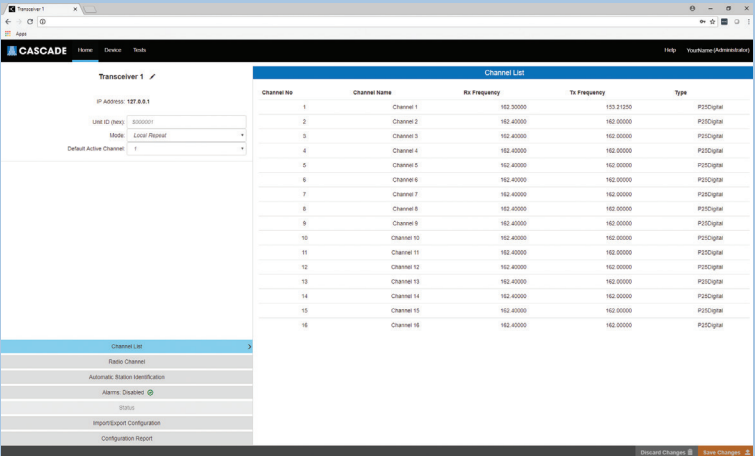 Transceiver 1
Apps
CASCADE Home Device Tests Help YourName (Administrator)
Transceiver 1
IP Address: 127.0.0.1
Unit ID (hex):
Mode: Local Repeat
Default Active Channel: 1
Channel List
Radio Channel
Automatic Station Identification
Alarms: Disabled
Status
Import/Export Configuration
Configuration Report
Channel List
Channel No Channel Name Rx Frequency Tx Frequency Type
1 Channel 1 162.30000 153.21250 P25Digital
2 Channel 2 162.40000 162.00000 P25Digital
3 Channel 3 162.40000 162.00000 P25Digital
4 Channel 4 162.40000 162.00000 P25Digital
5 Channel 5 162.40000 162.00000 P25Digital
6 Channel 6 162.40000 162.00000 P25Digital
7 Channel 7 162.40000 162.00000 P25Digital
8 Channel 8 162.40000 162.00000 P25Digital
9 Channel 9 162.40000 162.00000 P25Digital
10 Channel 10 162.40000 162.00000 P25Digital
11 Channel 11 162.40000 162.00000 P25Digital
12 Channel 12 162.40000 162.00000 P25Digital
13 Channel 13 162.40000 162.00000 P25Digital
14 Channel 14 162.40000 162.00000 P25Digital
15 Channel 15 162.40000 162.00000 P25Digital
16 Channel 16 162.40000 162.00000 P25Digital
Discard Changes Save Changes